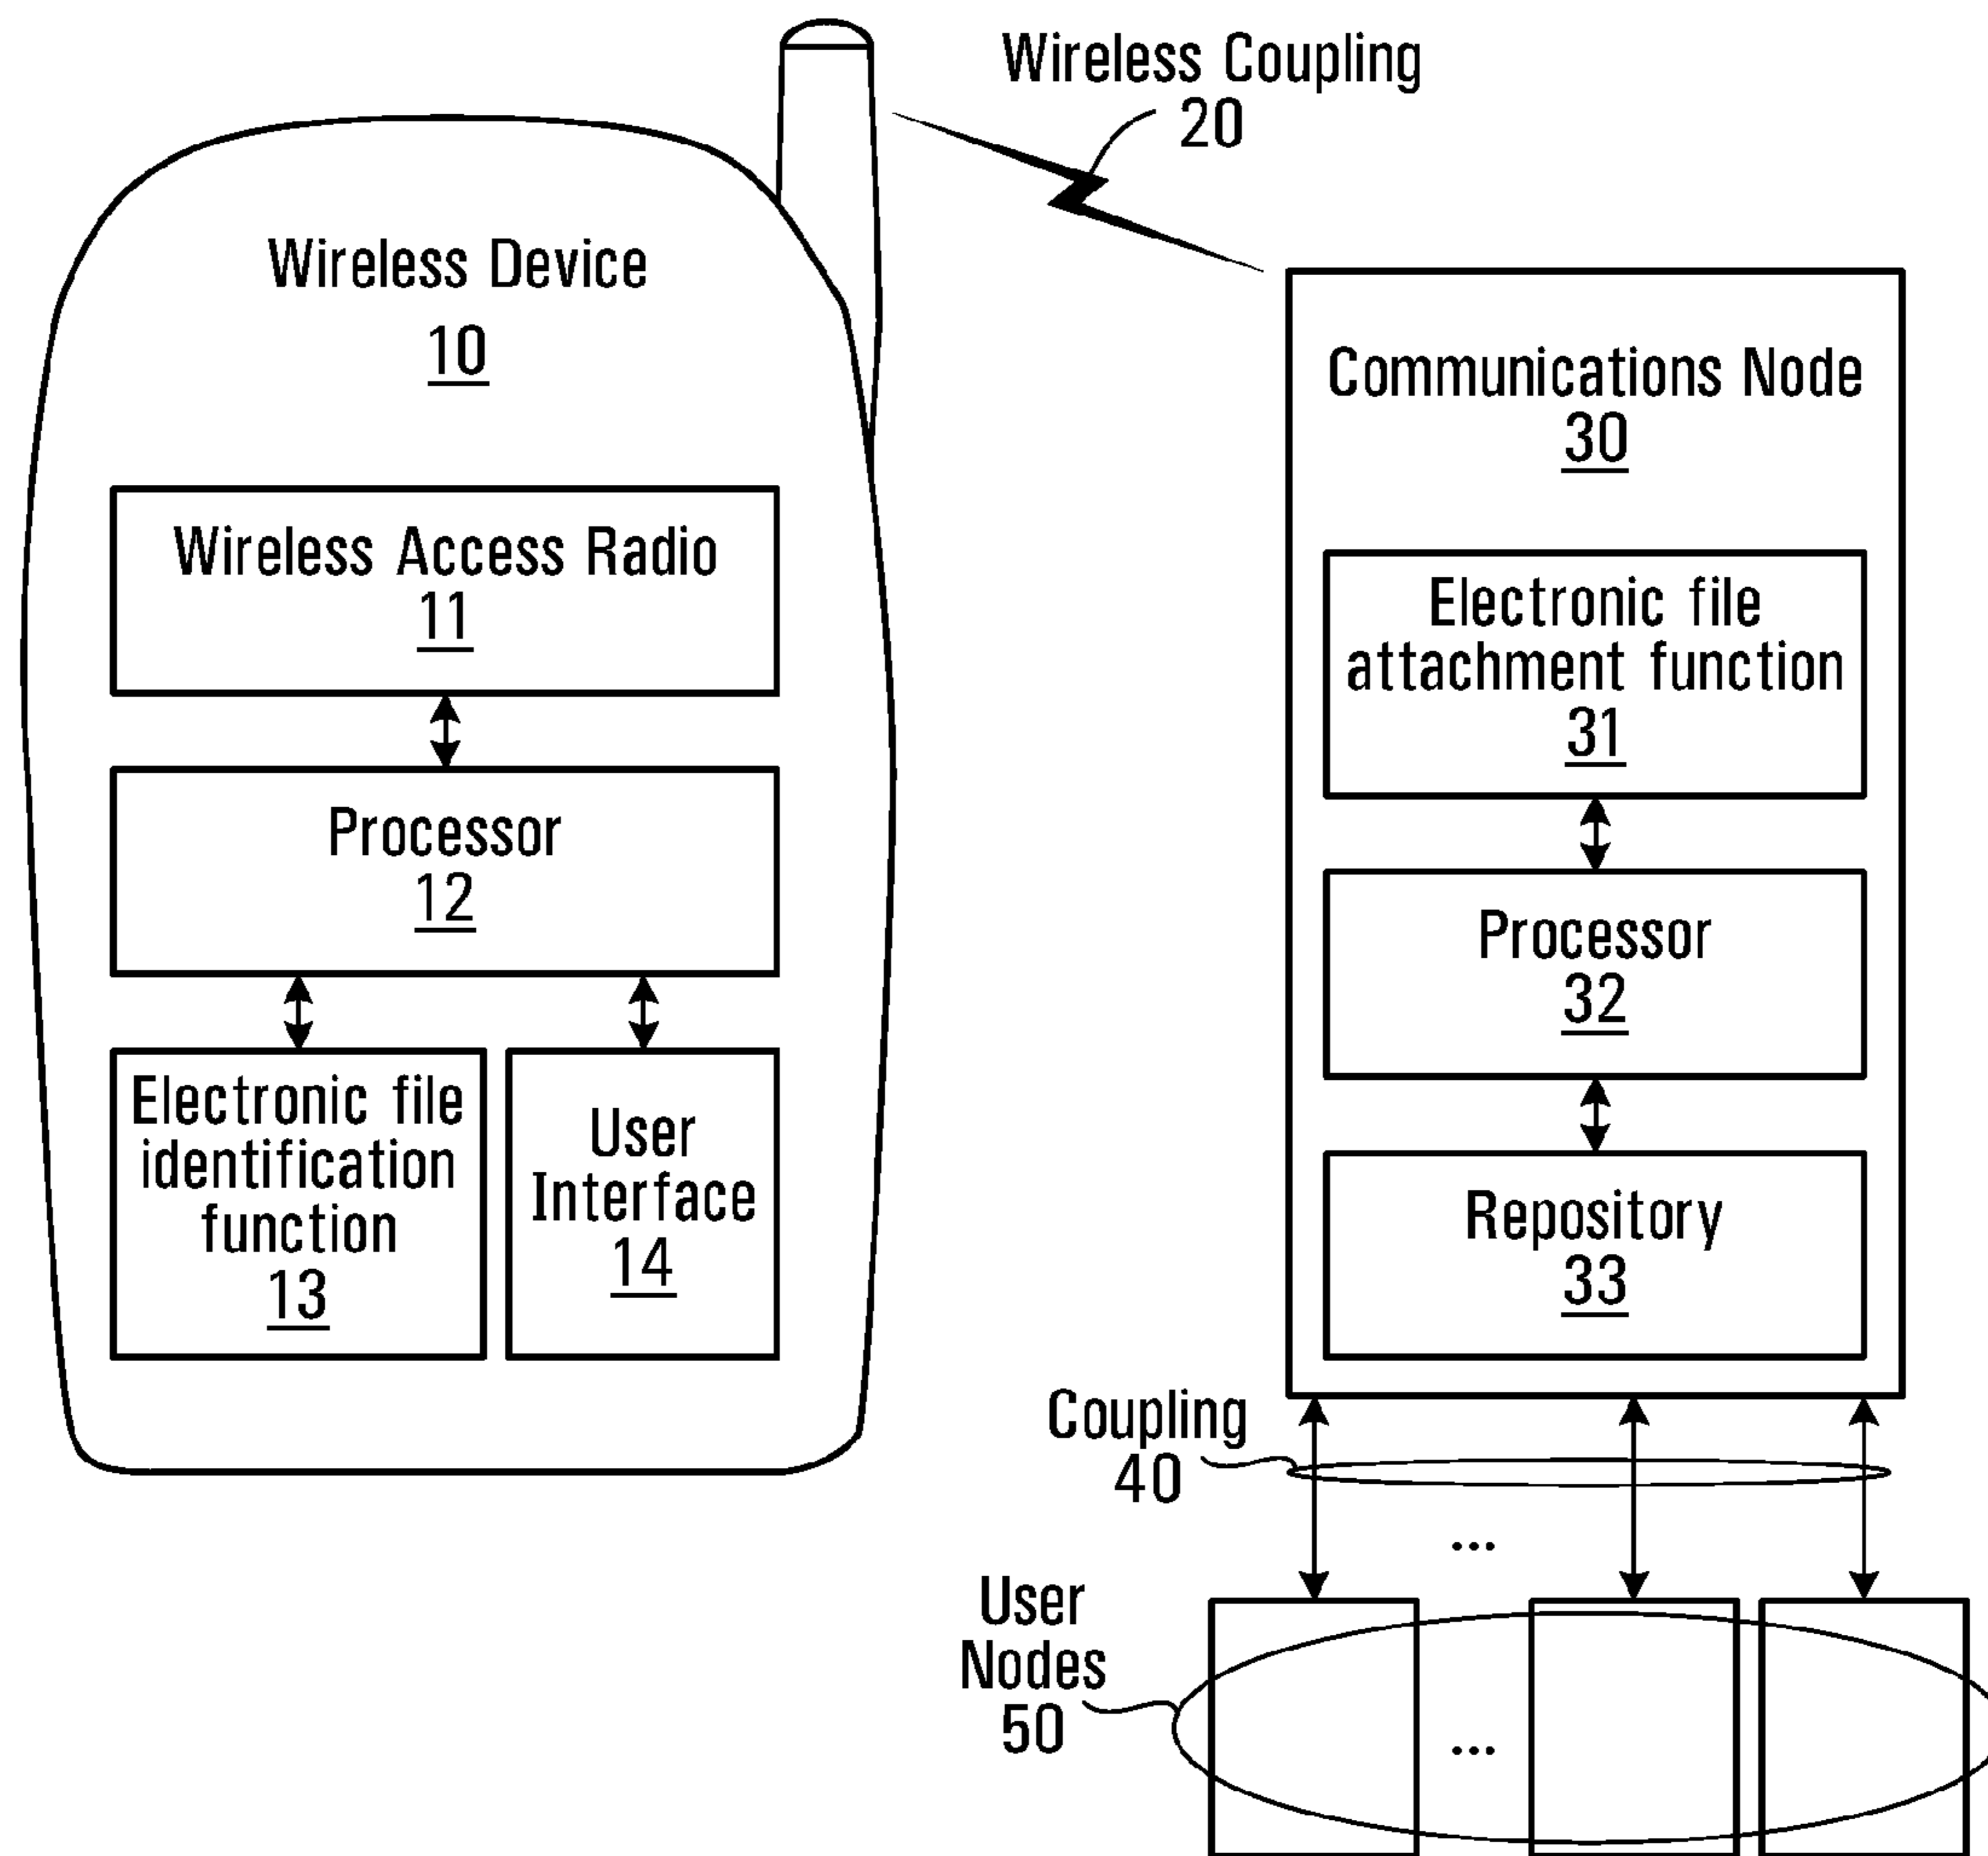 Wireless Coupling
20
Wireless Device
10
Wireless Access Radio
11
Processor
12
Electronic file
identification
function
13
User
Interface
14
Communications Node
30
Electronic file
attachment function
31
Processor
32
Repository
33
Coupling
40
...
User
Nodes
50
...